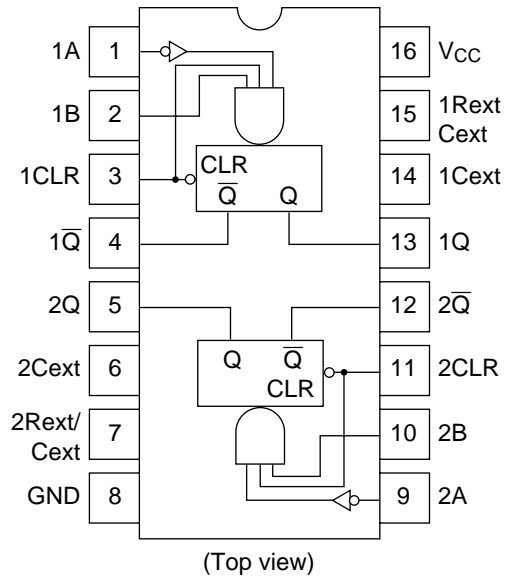 1A 1 16 VCC
1B 2 15 1Rext
Cext
1CLR 3 CLR 14 1Cext
Q̅ Q
1Q̅ 4 13 1Q
2Q 5 12 2Q̅
Q Q̅
2Cext 6 11 2CLR
CLR
2Rext/
Cext 7 10 2B
GND 8 9 2A
(Top view)